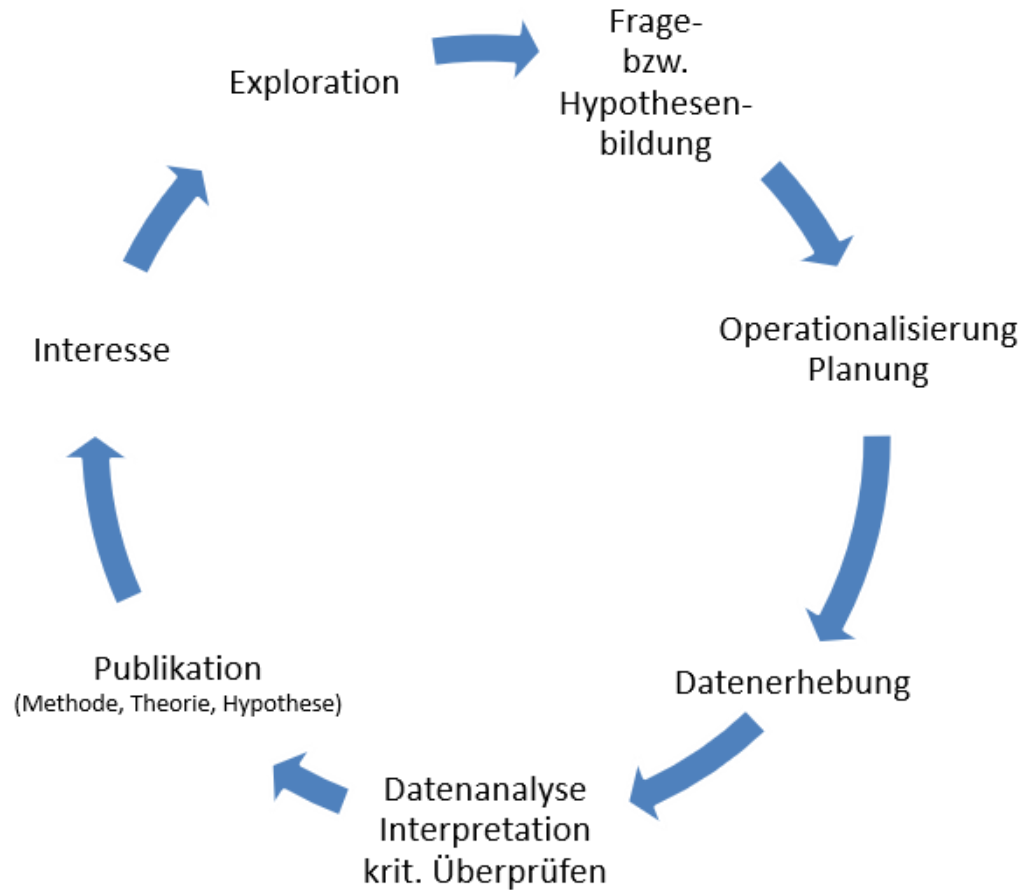 Exploration
Frage-
bzw.
Hypothesen-
bildung
Operationalisierung
Planung
Datenerhebung
Datenanalyse
Interpretation
krit. Überprüfen
Publikation
(Methode, Theorie, Hypothese)
Interesse